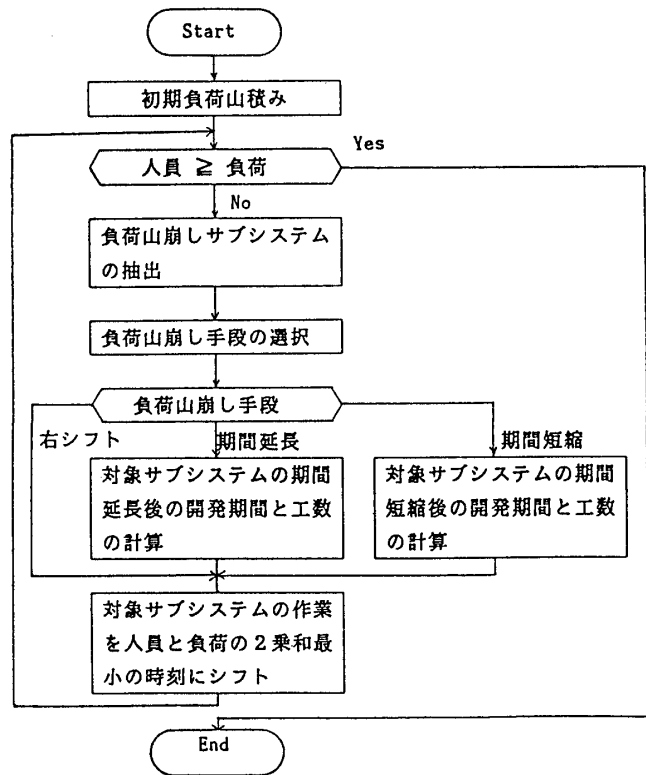 Start
初期負荷山積み
Yes
人員 ≧ 負荷
No
負荷山崩しサブシステム
の抽出
負荷山崩し手段の選択
負荷山崩し手段
右シフト
期間延長
期間短縮
対象サブシステムの期間
延長後の開発期間と工数
の計算
対象サブシステムの期間
短縮後の開発期間と工数
の計算
対象サブシステムの作業
を人員と負荷の2乗和最
小の時刻にシフト
End